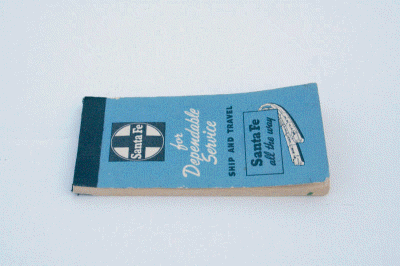 Santa Fe
for
Dependable
Service
SHIP AND TRAVEL
Santa Fe
all the way